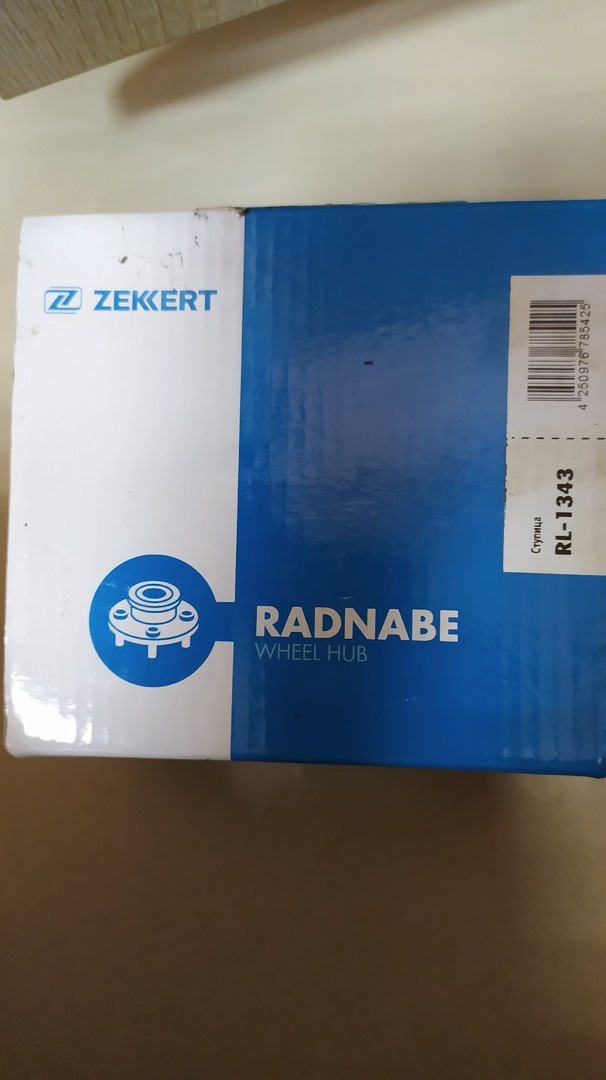 ZEKKERT
RADNABE
WHEEL HUB
4 250976 785425
Ступица
RL-1343